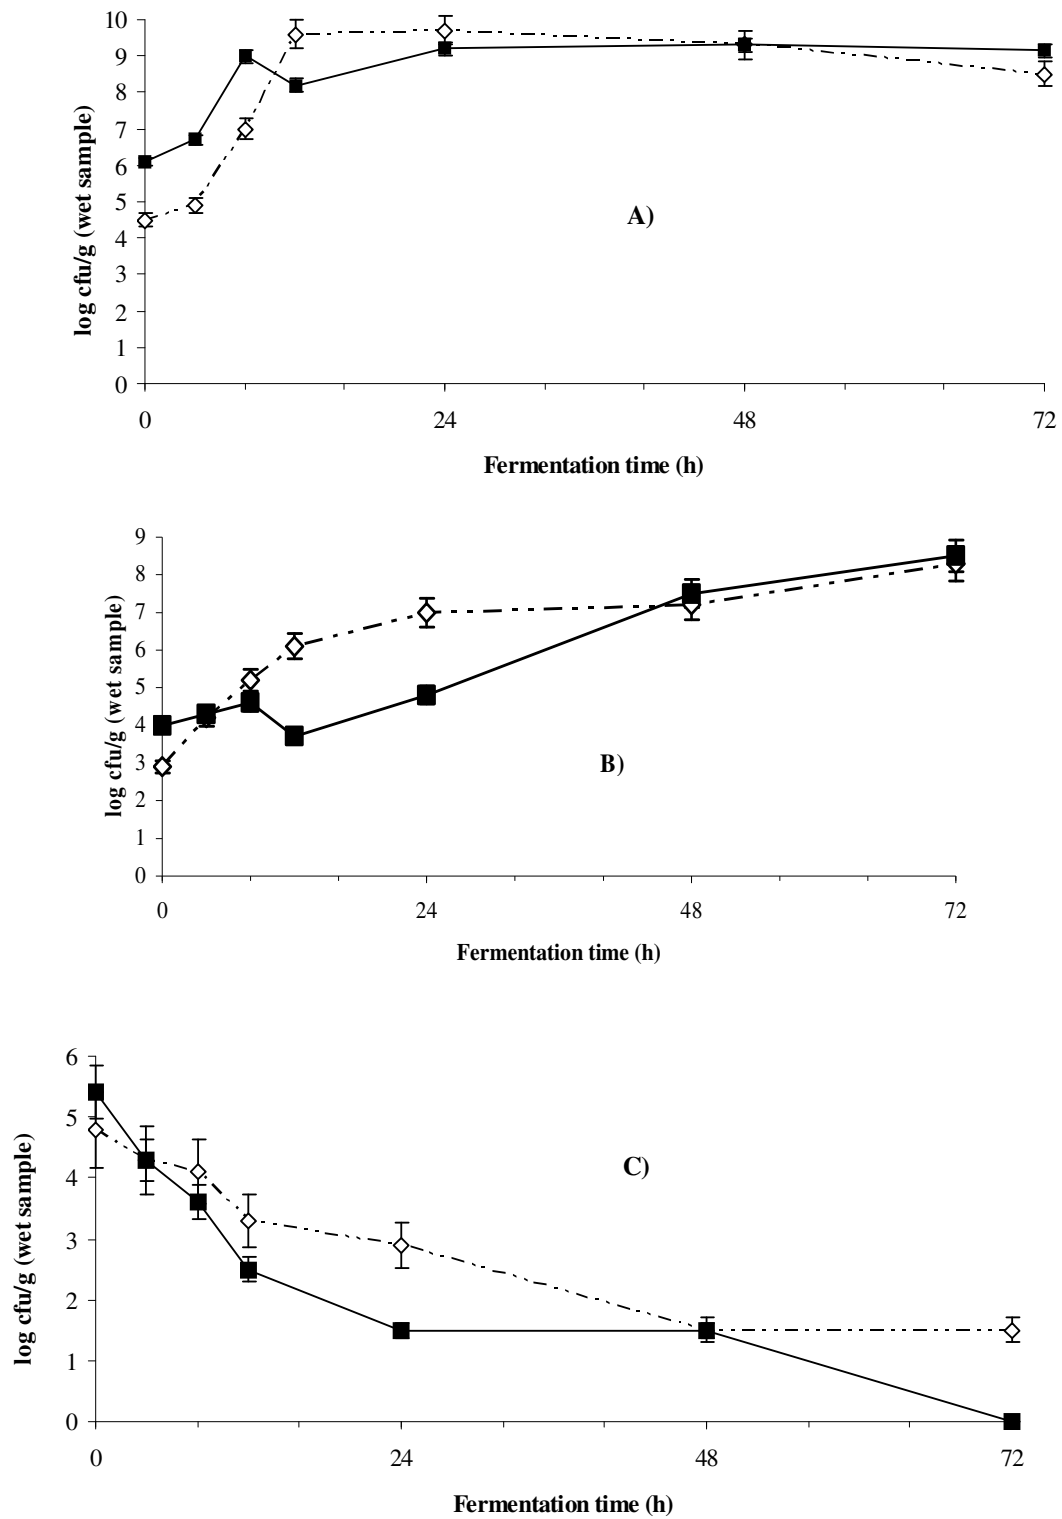 10
9
8
7
6
5
4
3
2
1
0
log cfu/g (wet sample)
A)
0 24 48 72
Fermentation time (h)
9
8
7
6
5
4
3
2
1
0
log cfu/g (wet sample)
B)
0 24 48 72
Fermentation time (h)
6
5
4
3
2
1
0
log cfu/g (wet sample)
C)
0 24 48 72
Fermentation time (h)